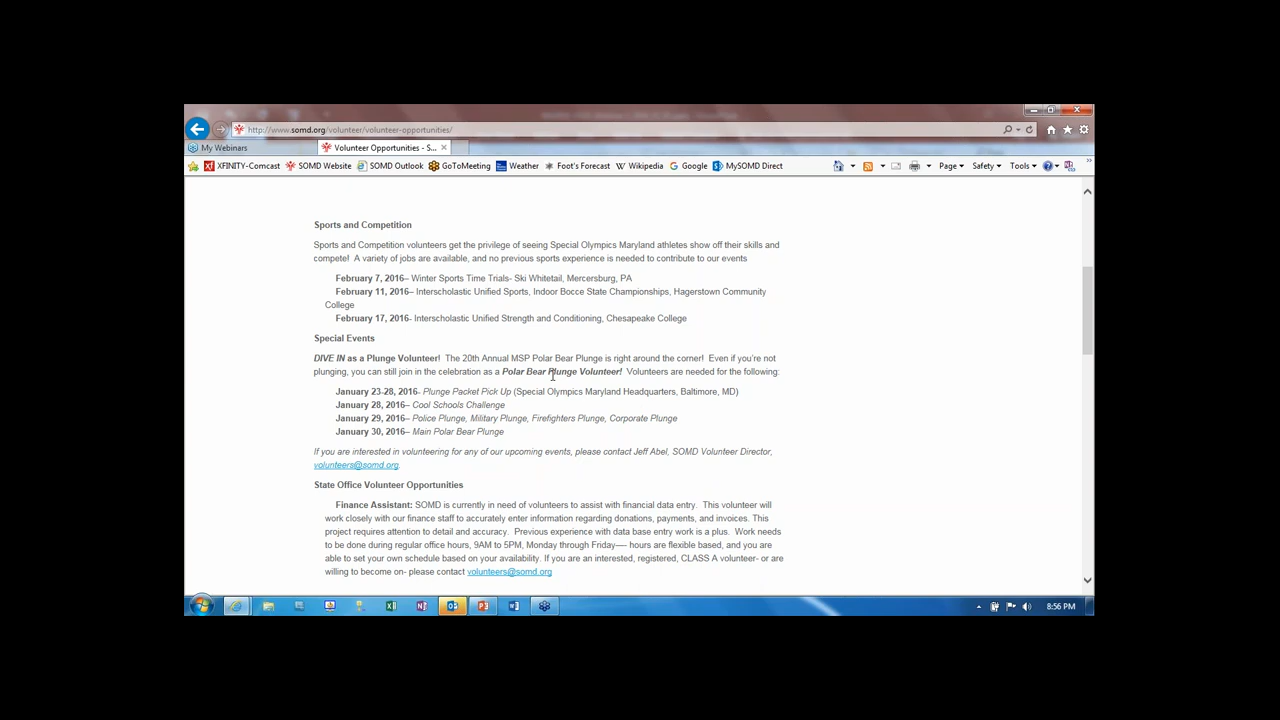 http://www.somd.org/volunteer/volunteer-opportunities/
My Webinars
Volunteer Opportunities - S...
XFINITY-Comcast SOMD Website SOMD Outlook GoToMeeting Weather Foot's Forecast Wikipedia Google MySOMD Direct Page Safety Tools
Sports and Competition
Sports and Competition volunteers get the privilege of seeing Special Olympics Maryland athletes show off their skills and
compete! A variety of jobs are available, and no previous sports experience is needed to contribute to our events
February 7, 2016– Winter Sports Time Trials- Ski Whitetail, Mercersburg, PA
February 11, 2016– Interscholastic Unified Sports, Indoor Bocce State Championships, Hagerstown Community
College
February 17, 2016- Interscholastic Unified Strength and Conditioning, Chesapeake College
Special Events
DIVE IN as a Plunge Volunteer! The 20th Annual MSP Polar Bear Plunge is right around the corner! Even if you're not
plunging, you can still join in the celebration as a Polar Bear Plunge Volunteer! Volunteers are needed for the following:
January 23-28, 2016- Plunge Packet Pick Up (Special Olympics Maryland Headquarters, Baltimore, MD)
January 28, 2016– Cool Schools Challenge
January 29, 2016– Police Plunge, Military Plunge, Firefighters Plunge, Corporate Plunge
January 30, 2016– Main Polar Bear Plunge
If you are interested in volunteering for any of our upcoming events, please contact Jeff Abel, SOMD Volunteer Director,
volunteers@somd.org.
State Office Volunteer Opportunities
Finance Assistant: SOMD is currently in need of volunteers to assist with financial data entry. This volunteer will
work closely with our finance staff to accurately enter information regarding donations, payments, and invoices. This
project requires attention to detail and accuracy. Previous experience with data base entry work is a plus. Work needs
to be done during regular office hours, 9AM to 5PM, Monday through Friday—- hours are flexible based, and you are
able to set your own schedule based on your availability. If you are an interested, registered, CLASS A volunteer- or are
willing to become on- please contact volunteers@somd.org
8:56 PM